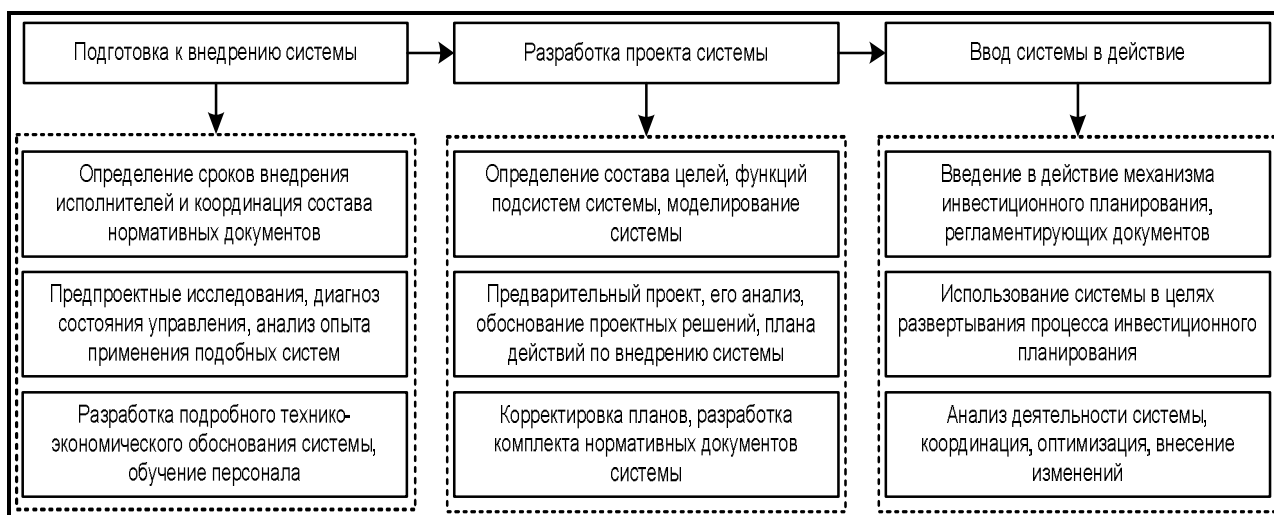 Подготовка к внедрению системы
Разработка проекта системы
Ввод системы в действие
Определение сроков внедрения
исполнителей и координация состава
нормативных документов
Предпроектные исследования, диагноз
состояния управления, анализ опыта
применения подобных систем
Разработка подробного технико-
экономического обоснования системы,
обучение персонала
Определение состава целей, функций
подсистем системы, моделирование
системы
Предварительный проект, его анализ,
обоснование проектных решений, плана
действий по внедрению системы
Корректировка планов, разработка
комплекта нормативных документов
системы
Введение в действие механизма
инвестиционного планирования,
регламентирующих документов
Использование системы в целях
развертывания процесса инвестиционного
планирования
Анализ деятельности системы,
координация, оптимизация, внесение
изменений